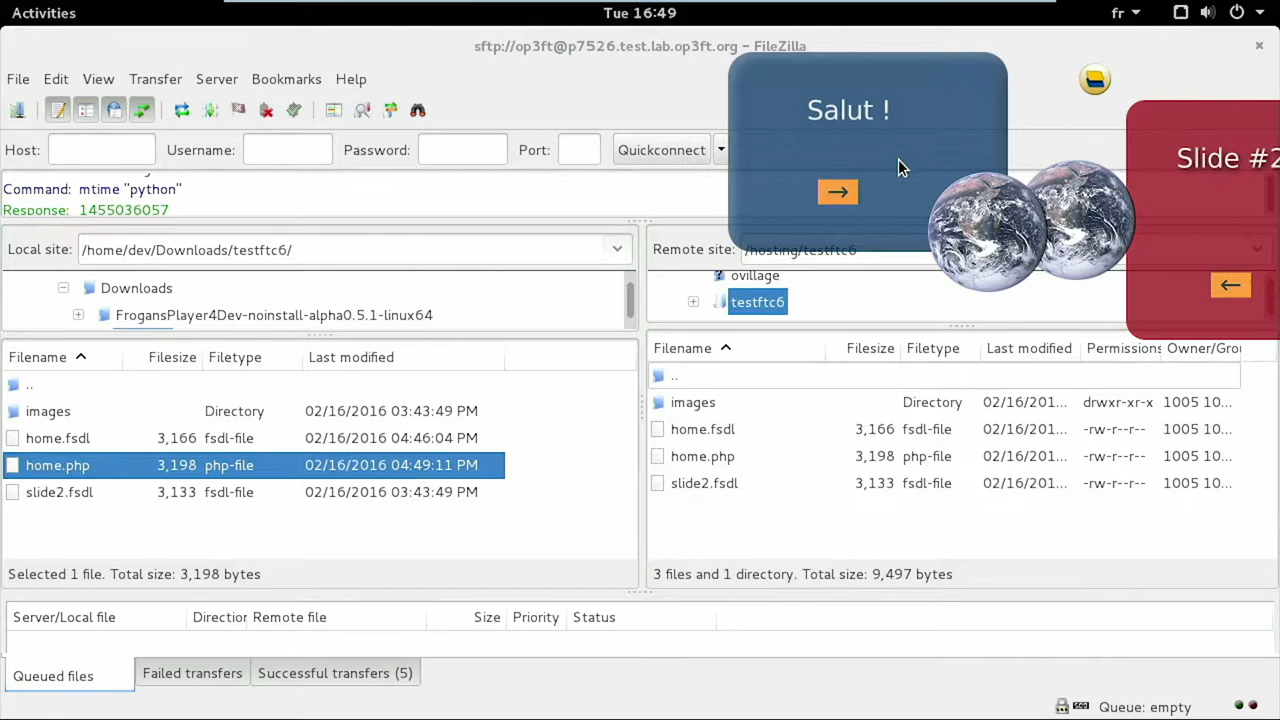 Activities
Tue 16:49
fr
sftp://op3ft@p7526.test.lab.op3ft.org – FileZilla
File Edit View Transfer Server Bookmarks Help
Salut !
→
Slide #2
←
Host: Username: Password: Port: Quickconnect
Command: mtime "python"
Response: 1455036057
Local site: /home/dev/Downloads/testftc6/
Downloads
FrogansPlayer4Dev-noinstall-alpha0.5.1-linux64
Filename Filesize Filetype Last modified
..
images Directory 02/16/2016 03:43:49 PM
home.fsdl 3,166 fsdl-file 02/16/2016 04:46:04 PM
home.php 3,198 php-file 02/16/2016 04:49:11 PM
slide2.fsdl 3,133 fsdl-file 02/16/2016 03:43:49 PM
Selected 1 file. Total size: 3,198 bytes
Remote site: /hosting/testftc6
ovillage
testftc6
Filename Filesize Filetype Last modified Permissions Owner/Grou
..
images Directory 02/16/201... drwxr-xr-x 1005 10...
home.fsdl 3,166 fsdl-file 02/16/201... -rw-r--r-- 1005 10...
home.php 3,198 php-file 02/16/201... -rw-r--r-- 1005 10...
slide2.fsdl 3,133 fsdl-file 02/16/201... -rw-r--r-- 1005 10...
3 files and 1 directory. Total size: 9,497 bytes
Server/Local file Direction Remote file Size Priority Status
Queued files Failed transfers Successful transfers (5)
Queue: empty